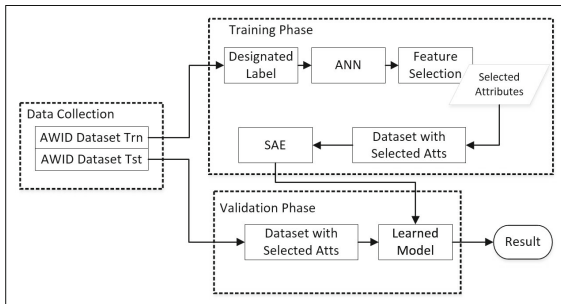 Training Phase
Designated
Label
ANN
Feature
Selection
Selected
Attributes
Data Collection
AWID Dataset Trn
AWID Dataset Tst
SAE
Dataset with
Selected Atts
Validation Phase
Dataset with
Selected Atts
Learned
Model
Result